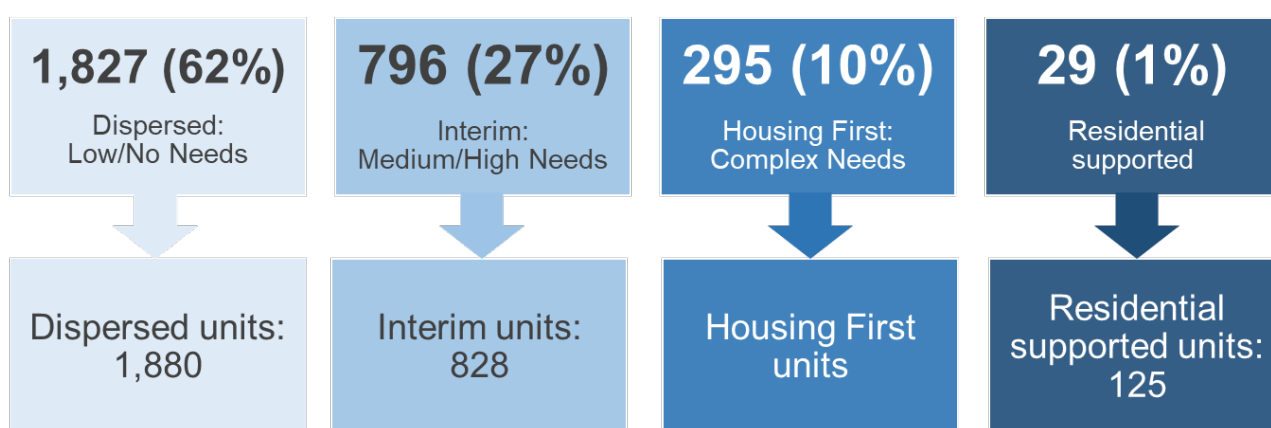 1,827 (62%)
Dispersed:
Low/No Needs
796 (27%)
Interim:
Medium/High Needs
295 (10%)
Housing First:
Complex Needs
29 (1%)
Residential
supported
Dispersed units:
1,880
Interim units:
828
Housing First
units
Residential
supported units:
125